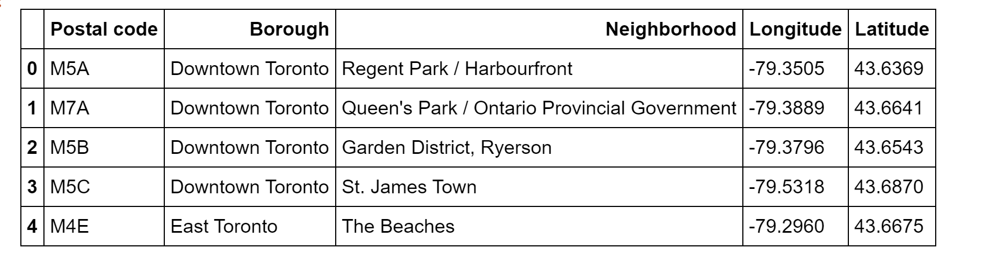 Postal code Borough Neighborhood Longitude Latitude
0 M5A Downtown Toronto Regent Park / Harbourfront -79.3505 43.6369
1 M7A Downtown Toronto Queen's Park / Ontario Provincial Government -79.3889 43.6641
2 M5B Downtown Toronto Garden District, Ryerson -79.3796 43.6543
3 M5C Downtown Toronto St. James Town -79.5318 43.6870
4 M4E East Toronto The Beaches -79.2960 43.6675